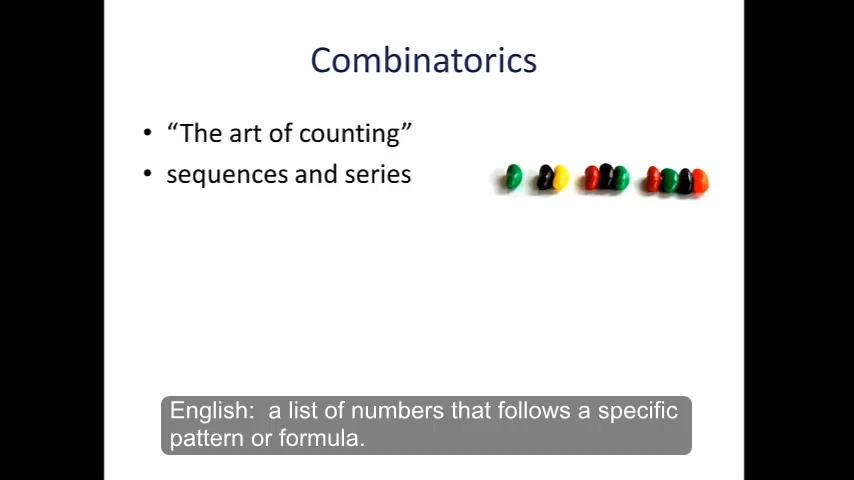 Combinatorics
• “The art of counting”
• sequences and series
English:  a list of numbers that follows a specific
pattern or formula.